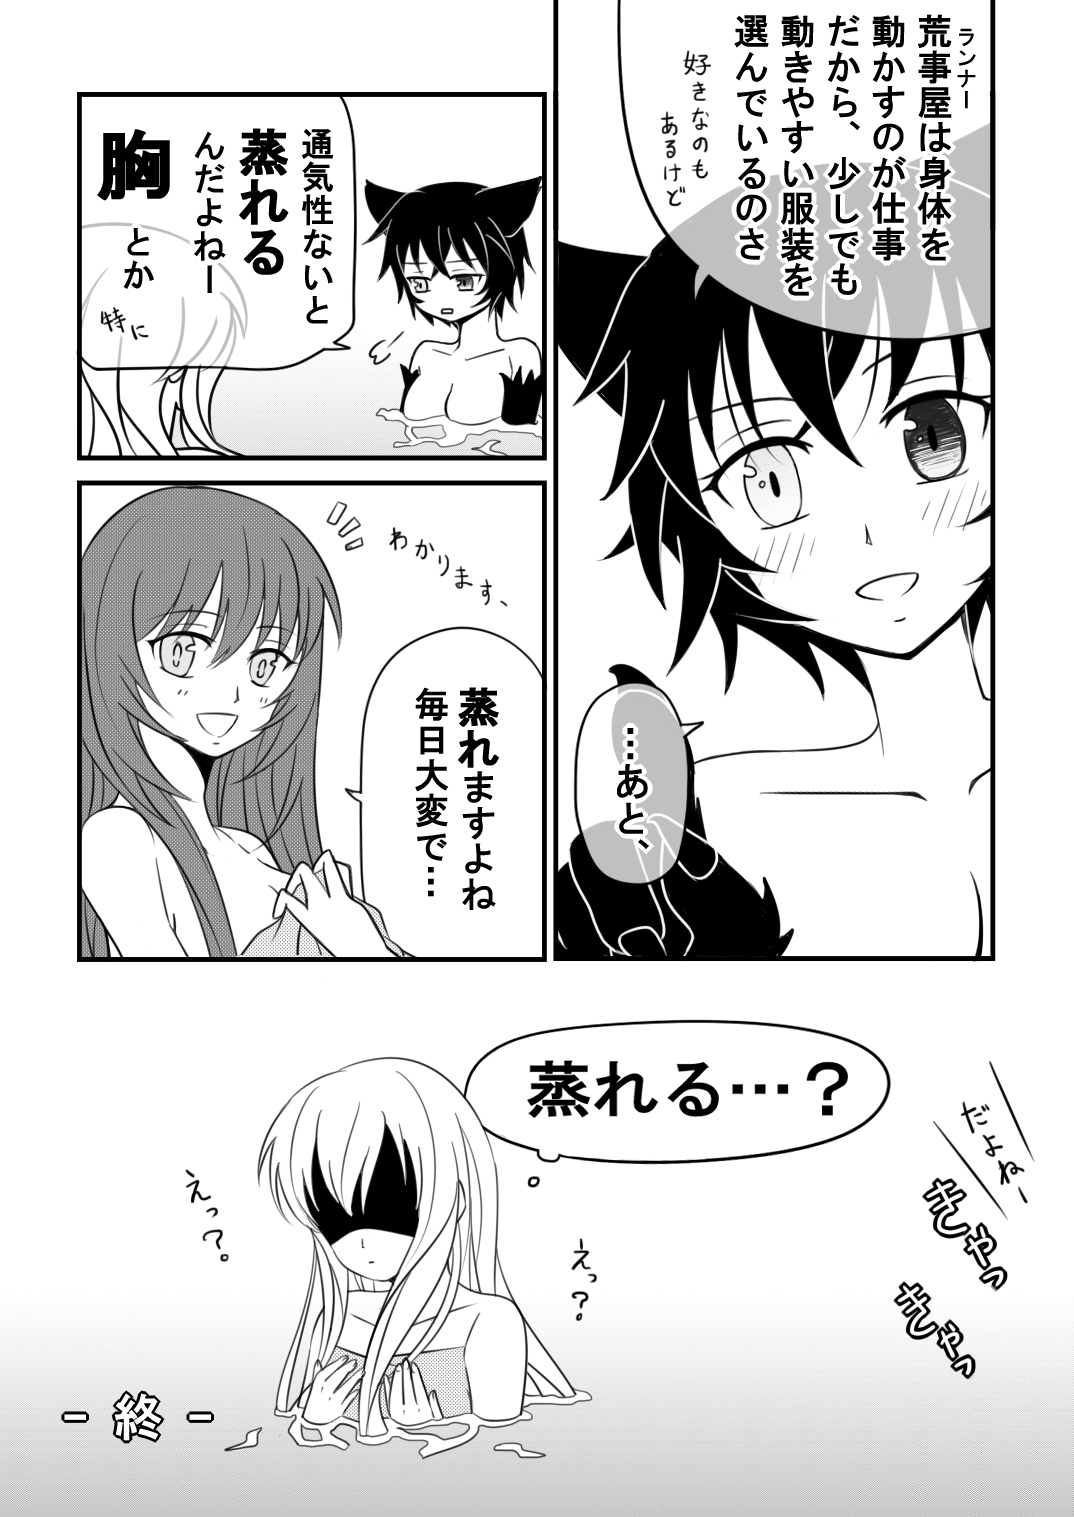 荒事屋は身体を
ランナー
動かすのが仕事
だから、少しでも
動きやすい服装を
選んでいるのさ
好きなのも
あるけど
…あと、
通気性ないと
蒸れる
んだよねー
胸
とか
特に
わかります、
蒸れますよね
毎日大変で…
蒸れる…？
だよねー
きゃっ
きゃっ
えっ？
えっ？
- 終 -